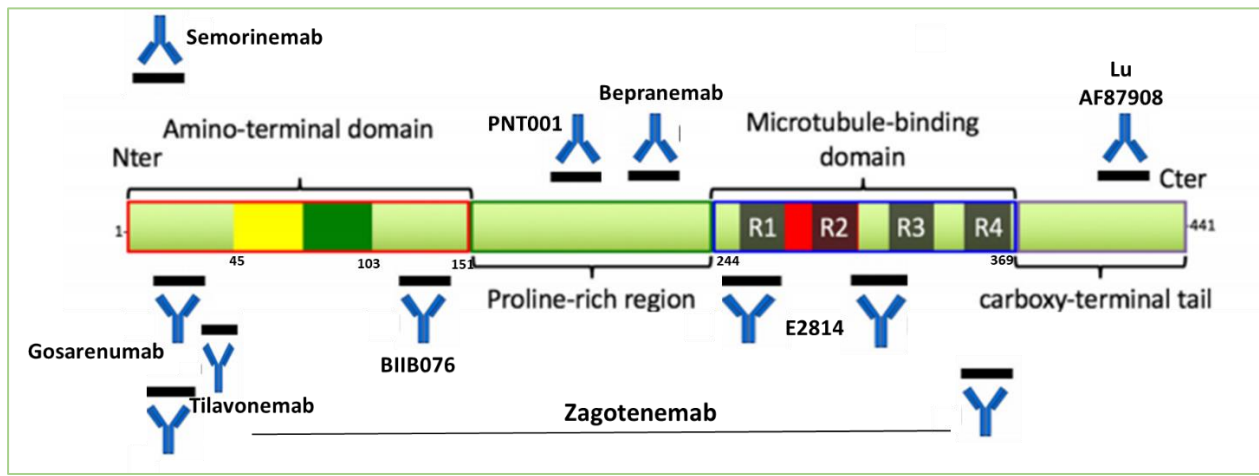 Semorinemab
Lu
AF87908
Bepranemab
PNT001
Amino-terminal domain
Microtubule-binding
domain
Nter
Cter
1-
R1
R2
R3
R4
-441
45
103
151
244
369
Proline-rich region
carboxy-terminal tail
E2814
Gosarenumab
BIIB076
Tilavonemab
Zagotenemab